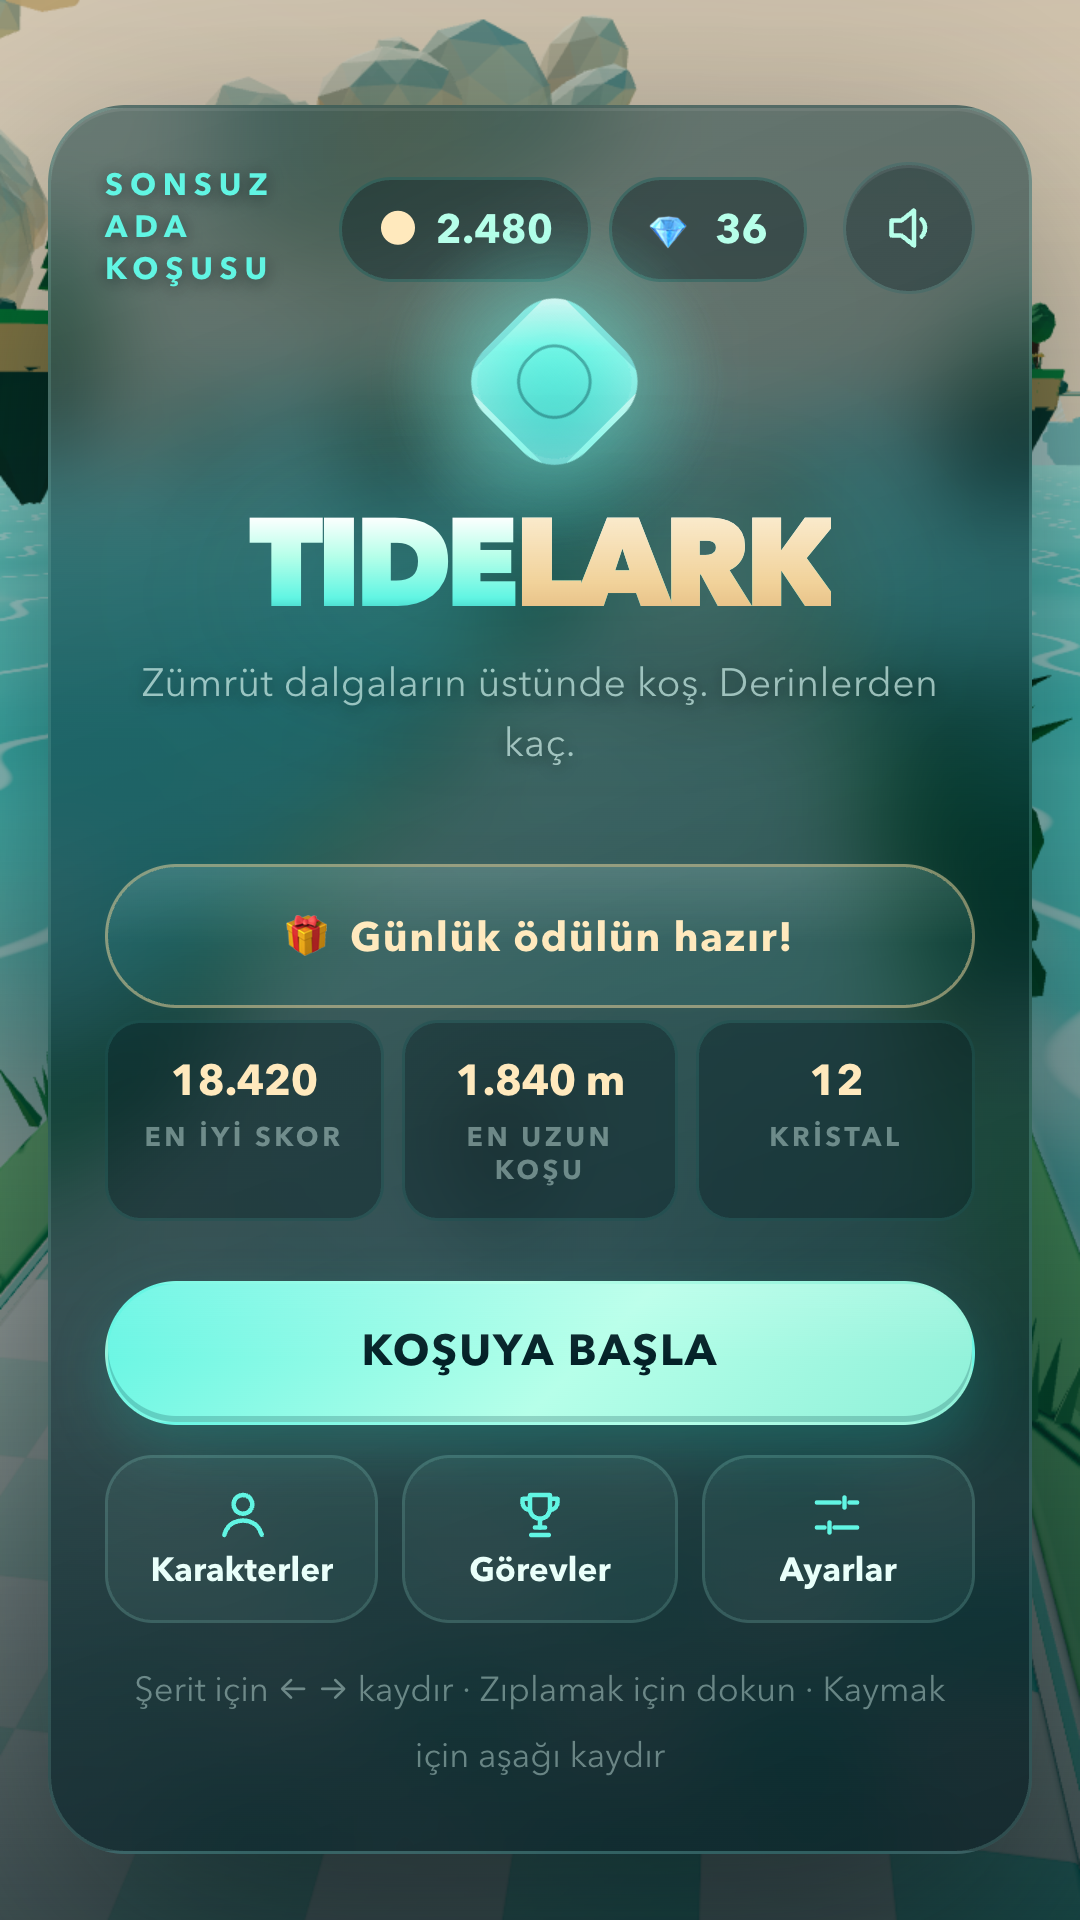 SONSUZ
ADA
KOŞUSU
2.480
36
TIDELARK
Zümrüt dalgaların üstünde koş. Derinlerden
kaç.
Günlük ödülün hazır!
18.420
EN İYİ SKOR
1.840 m
EN UZUN
KOŞU
12
KRİSTAL
KOŞUYA BAŞLA
Karakterler
Görevler
Ayarlar
Şerit için ← → kaydır · Zıplamak için dokun · Kaymak
için aşağı kaydır